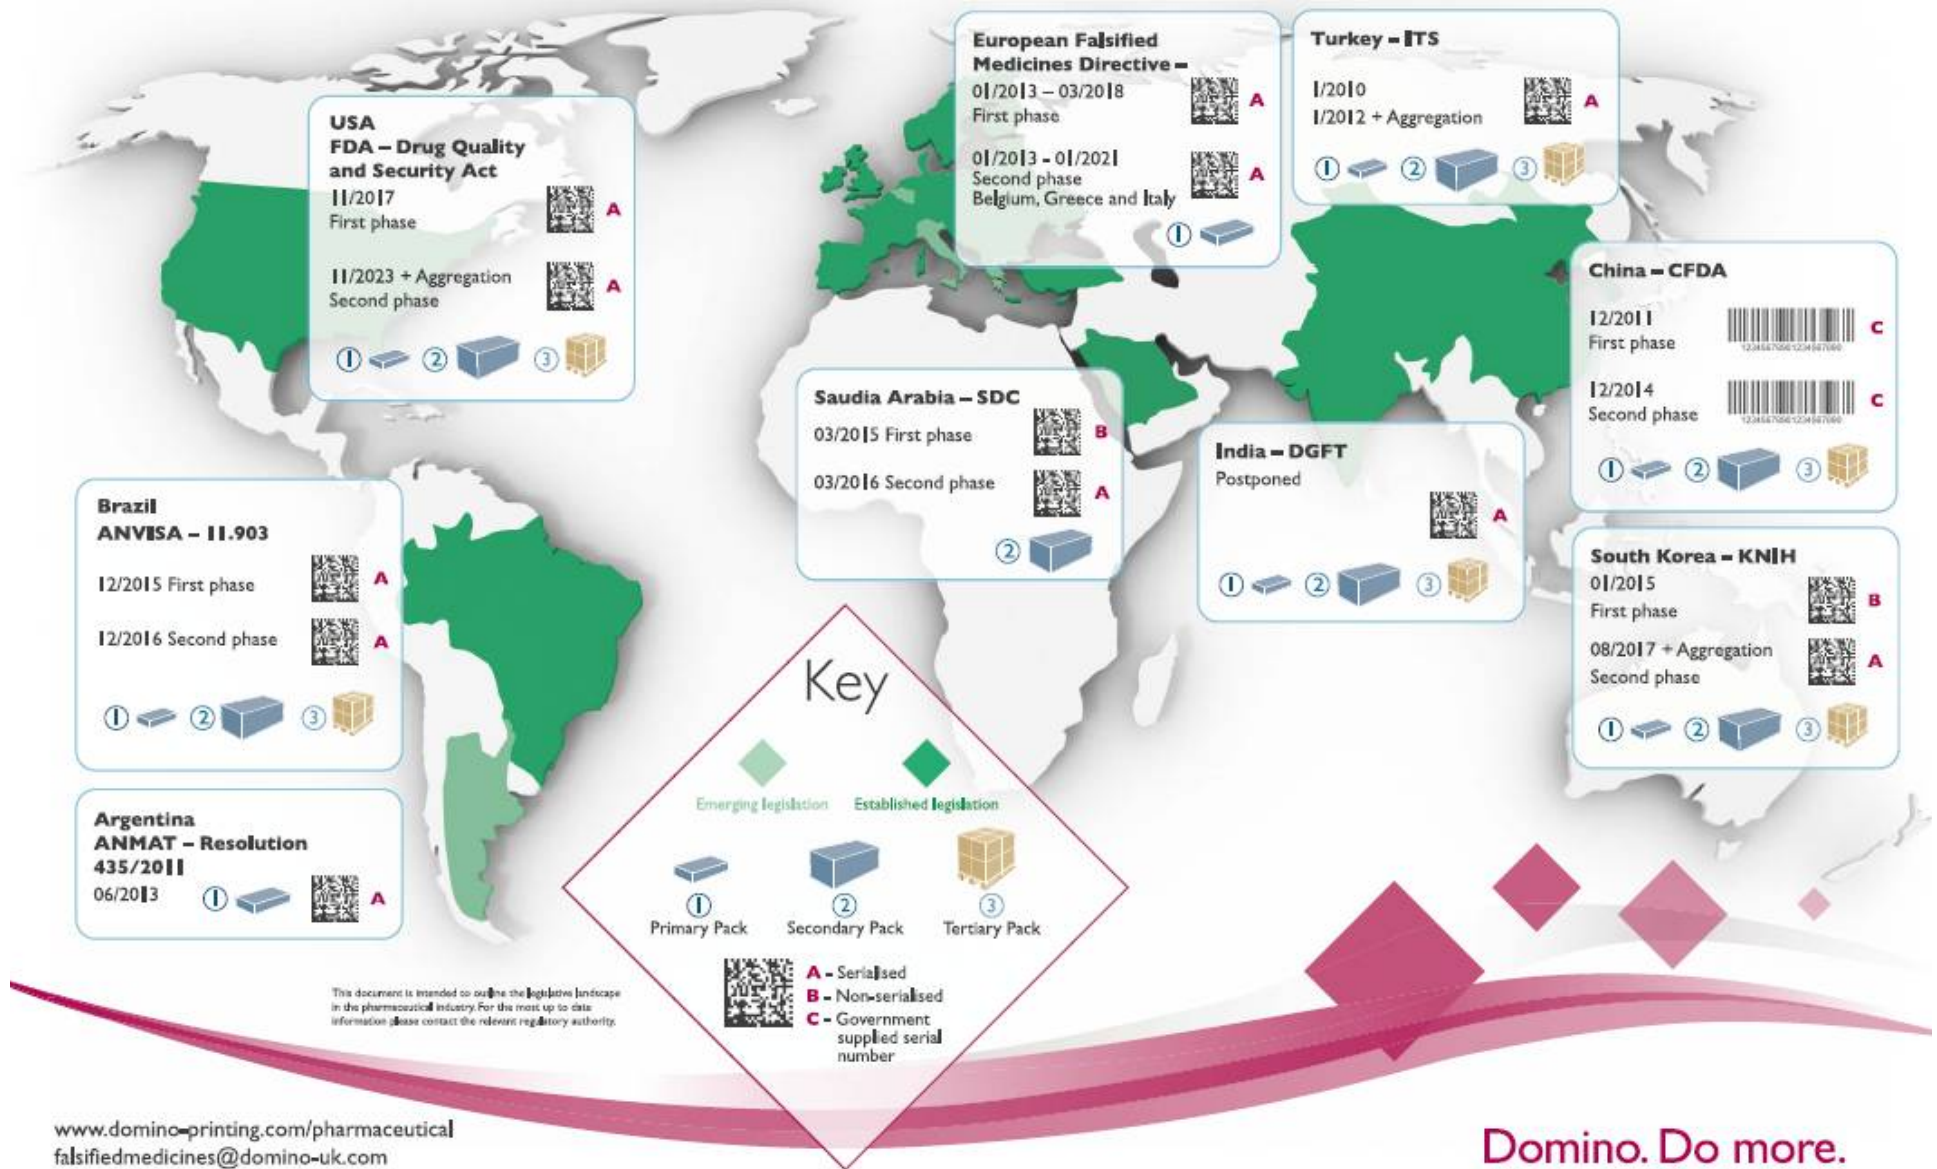 USA
FDA – Drug Quality
and Security Act
11/2017
First phase
A
11/2023 + Aggregation
Second phase
A
1
2
3
European Falsified
Medicines Directive –
01/2013 – 03/2018
First phase
A
01/2013 - 01/2021
Second phase
Belgium, Greece and Italy
A
1
Turkey – ITS
1/2010
1/2012 + Aggregation
A
1
2
3
China – CFDA
12/2011
First phase
C
12/2014
Second phase
C
1
2
3
Saudia Arabia – SDC
03/2015 First phase
B
03/2016 Second phase
A
2
India – DGFT
Postponed
A
1
2
3
Brazil
ANVISA – 11.903
12/2015 First phase
A
12/2016 Second phase
A
1
2
3
South Korea – KNIH
01/2015
First phase
B
08/2017 + Aggregation
Second phase
A
1
2
3
Argentina
ANMAT – Resolution
435/2011
06/2013
1
A
Key
Emerging legislation
Established legislation
1
2
3
Primary Pack
Secondary Pack
Tertiary Pack
A - Serialised
B - Non-serialised
C - Government
supplied serial
number
This document is intended to outline the legislative landscape
in the pharmaceutical industry. For the most up to date
information please contact the relevant regulatory authority.
www.domino-printing.com/pharmaceutical
falsifiedmedicines@domino-uk.com
Domino. Do more.